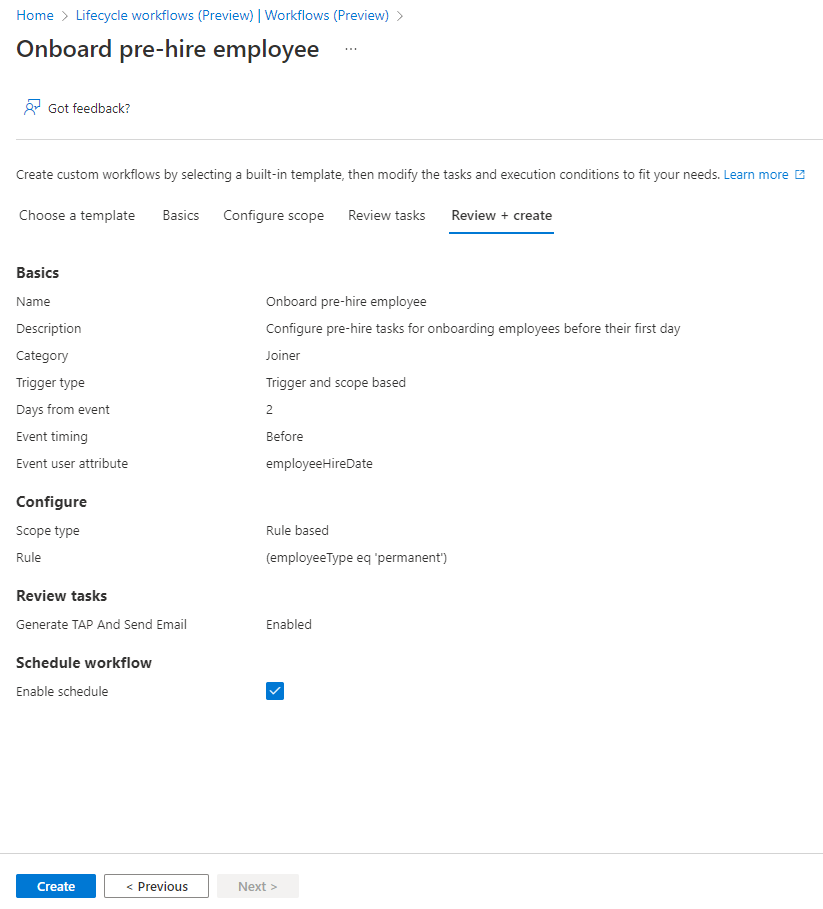 Home > Lifecycle workflows (Preview) | Workflows (Preview) >
Onboard pre-hire employee ...
Got feedback?
Create custom workflows by selecting a built-in template, then modify the tasks and execution conditions to fit your needs. Learn more
Choose a template Basics Configure scope Review tasks Review + create
Basics
Name Onboard pre-hire employee
Description Configure pre-hire tasks for onboarding employees before their first day
Category Joiner
Trigger type Trigger and scope based
Days from event 2
Event timing Before
Event user attribute employeeHireDate
Configure
Scope type Rule based
Rule (employeeType eq 'permanent')
Review tasks
Generate TAP And Send Email Enabled
Schedule workflow
Enable schedule
Create < Previous Next >